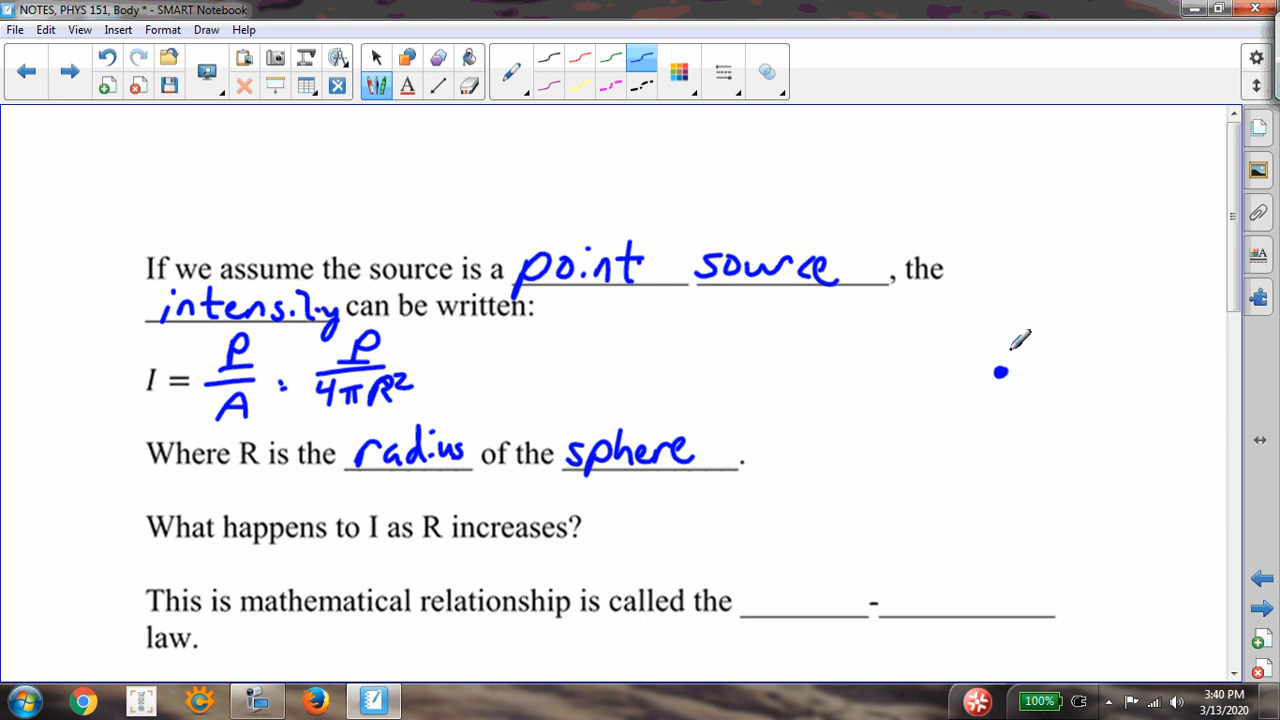 NOTES, PHYS 151, Body * - SMART Notebook
File Edit View Insert Format Draw Help
If we assume the source is a point source, the
intensity can be written:
I = P/A = P/4πR²
Where R is the radius of the sphere.
What happens to I as R increases?
This is mathematical relationship is called the ________-________
law.
100%
3:40 PM
3/13/2020